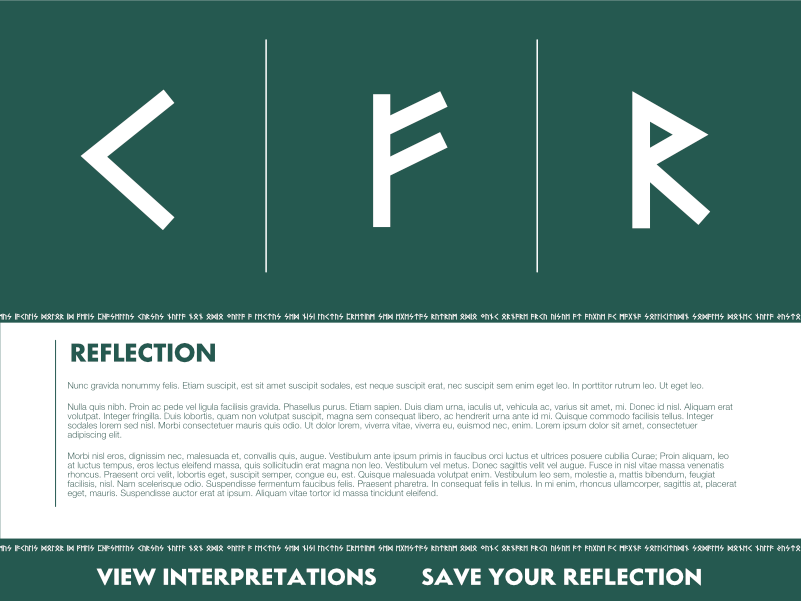 ᚲ ᚠ ᚱ
REFLECTION
Nunc gravida nonummy felis. Etiam suscipit, est sit amet suscipit sodales, est neque suscipit erat, nec suscipit sem enim eget leo. In porttitor rutrum leo. Ut eget leo.
Nulla quis nibh. Proin ac pede vel ligula facilisis gravida. Phasellus purus. Etiam sapien. Duis diam urna, iaculis ut, vehicula ac, varius sit amet, mi. Donec id nisl. Aliquam erat
volutpat. Integer fringilla. Duis lobortis, quam non volutpat suscipit, magna sem consequat libero, ac hendrerit urna ante id mi. Quisque commodo facilisis tellus. Integer
sodales lorem sed nisl. Morbi consectetuer mauris quis odio. Ut dolor lorem, viverra vitae, viverra eu, euismod nec, enim. Lorem ipsum dolor sit amet, consectetuer
adipiscing elit.
Morbi nisl eros, dignissim nec, malesuada et, convallis quis, augue. Vestibulum ante ipsum primis in faucibus orci luctus et ultrices posuere cubilia Curae; Proin aliquam, leo
at luctus tempus, eros lectus eleifend massa, quis sollicitudin erat magna non leo. Vestibulum vel metus. Donec sagittis velit vel augue. Fusce in nisl vitae massa venenatis
rhoncus. Praesent orci velit, lobortis eget, suscipit semper, congue eu, est. Quisque malesuada volutpat enim. Vestibulum leo sem, molestie a, mattis bibendum, feugiat
facilisis, nisl. Nam scelerisque odio. Suspendisse fermentum faucibus felis. Praesent pharetra. In consequat felis in tellus. In mi enim, rhoncus ullamcorper, sagittis at, placerat
eget, mauris. Suspendisse auctor erat at ipsum. Aliquam vitae tortor id massa tincidunt eleifend.
VIEW INTERPRETATIONS SAVE YOUR REFLECTION